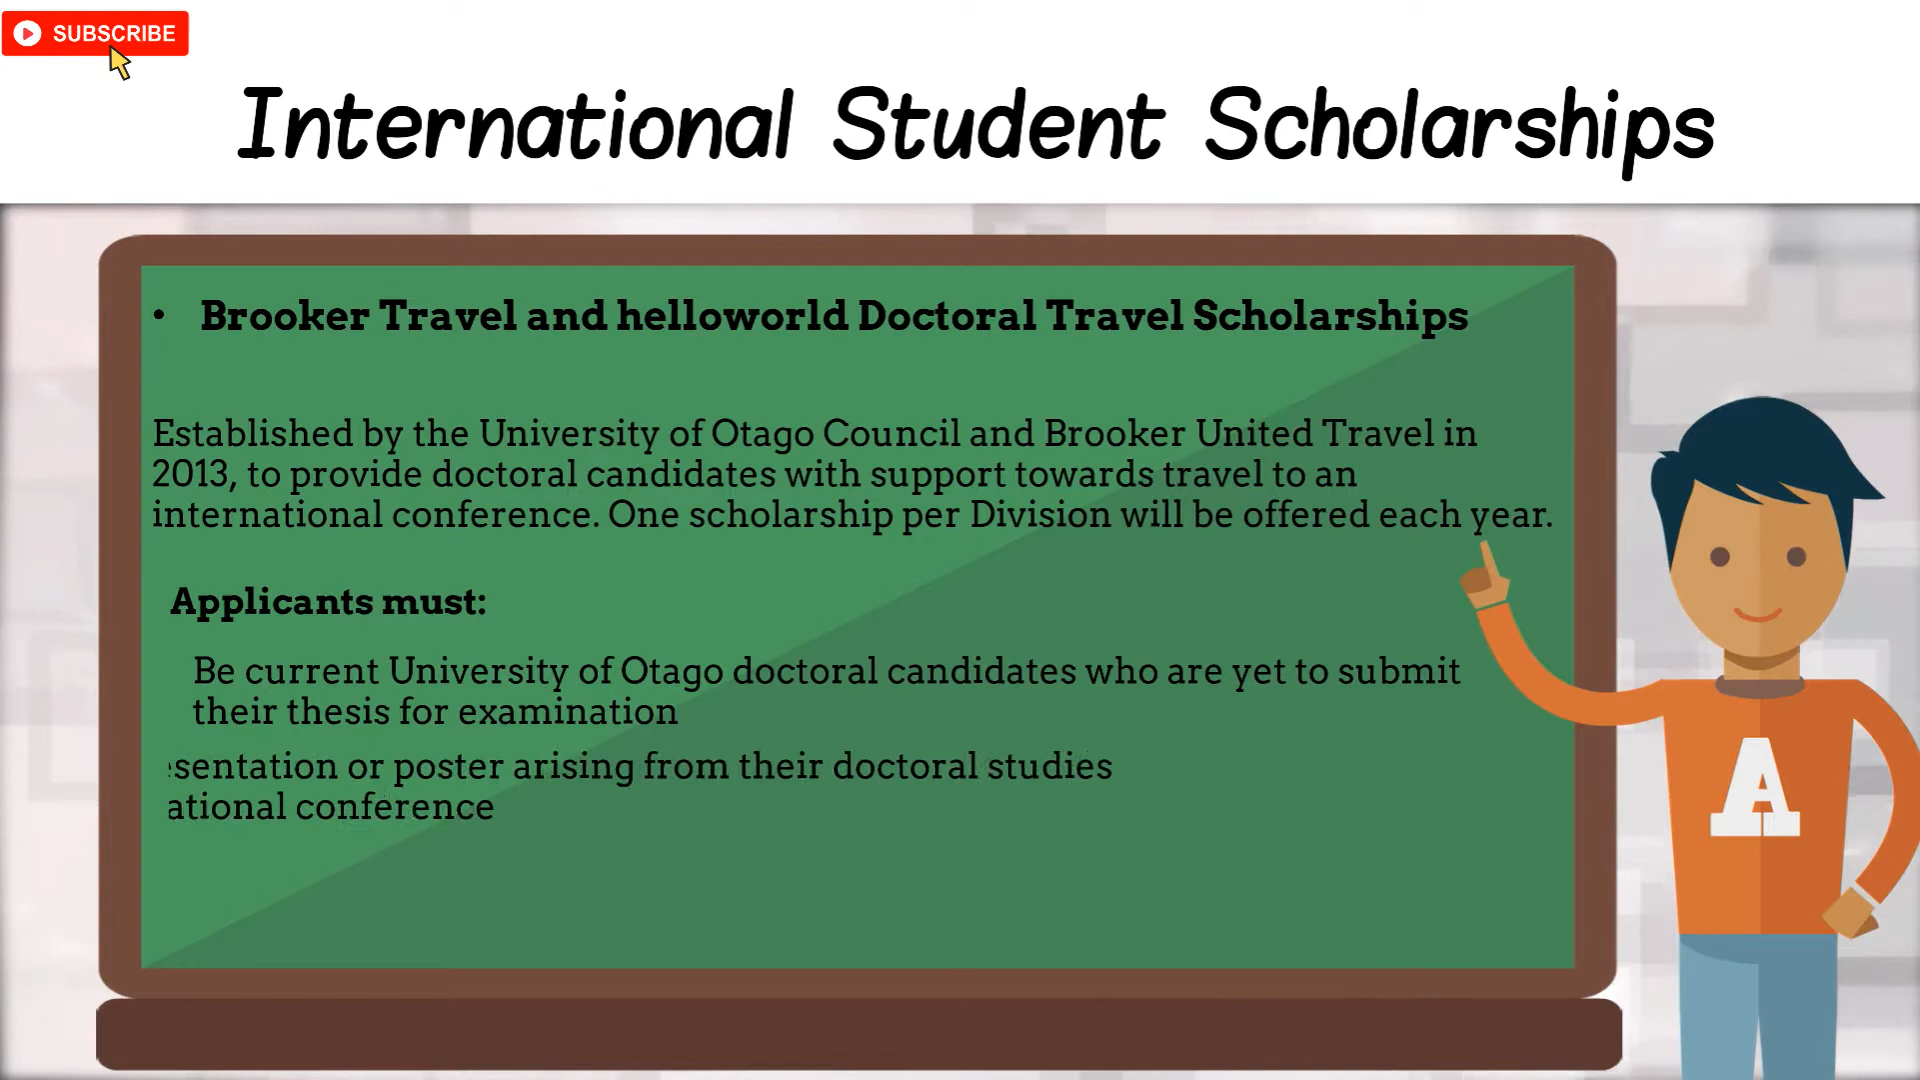 SUBSCRIBE
International Student Scholarships
• Brooker Travel and helloworld Doctoral Travel Scholarships
Established by the University of Otago Council and Brooker United Travel in
2013, to provide doctoral candidates with support towards travel to an
international conference. One scholarship per Division will be offered each year.
Applicants must:
Be current University of Otago doctoral candidates who are yet to submit
their thesis for examination
sentation or poster arising from their doctoral studies
ational conference
A